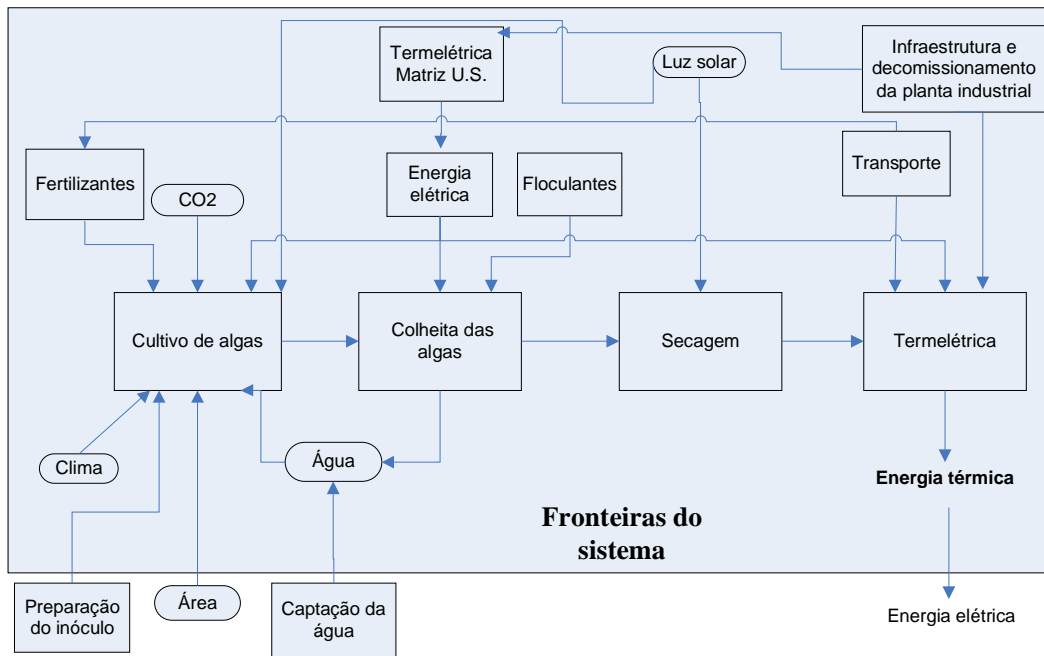 Termelétrica
Matriz U.S.
Luz solar
Infraestrutura e
decomissionamento
da planta industrial
Fertilizantes
CO2
Energia
elétrica
Floculantes
Transporte
Cultivo de algas
Colheita das
algas
Secagem
Termelétrica
Clima
Água
Energia térmica
Fronteiras do
sistema
Preparação
do inóculo
Área
Captação da
água
Energia elétrica